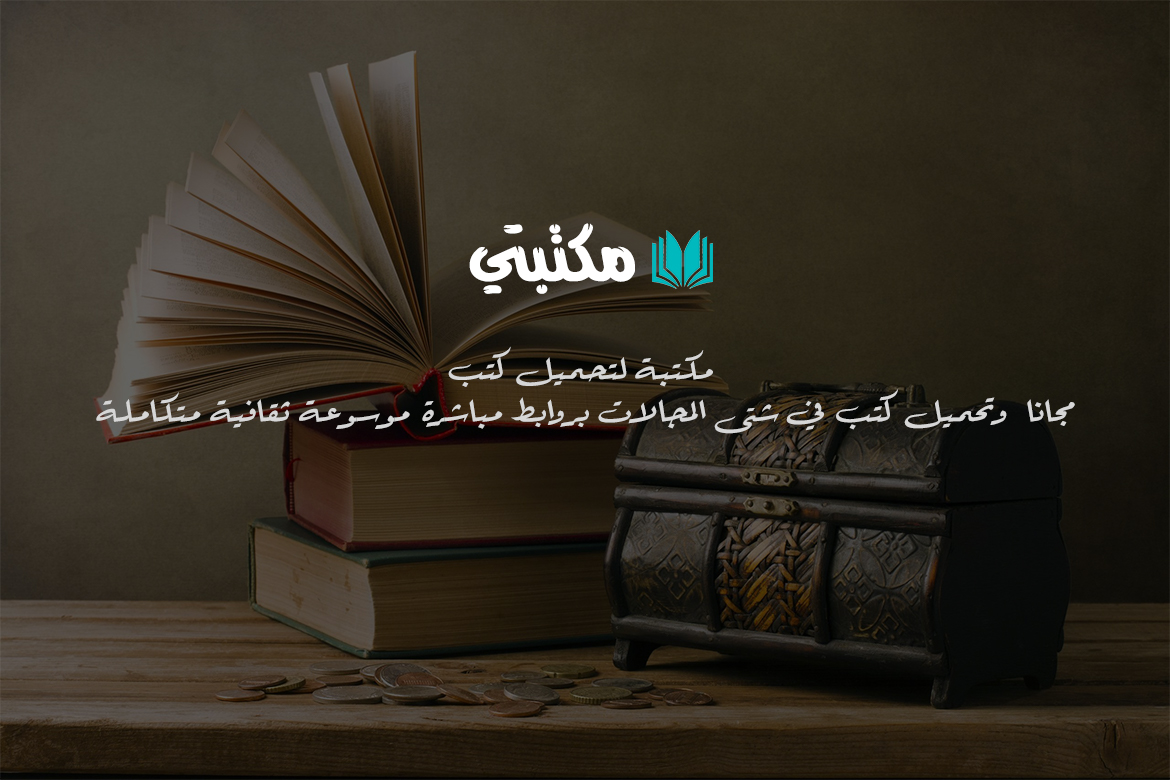 مكتبتي
مكتبة لتحميل كتب
مجانا وتحميل كتب في شتى المجالات بروابط مباشرة موسوعة ثقافية متكاملة